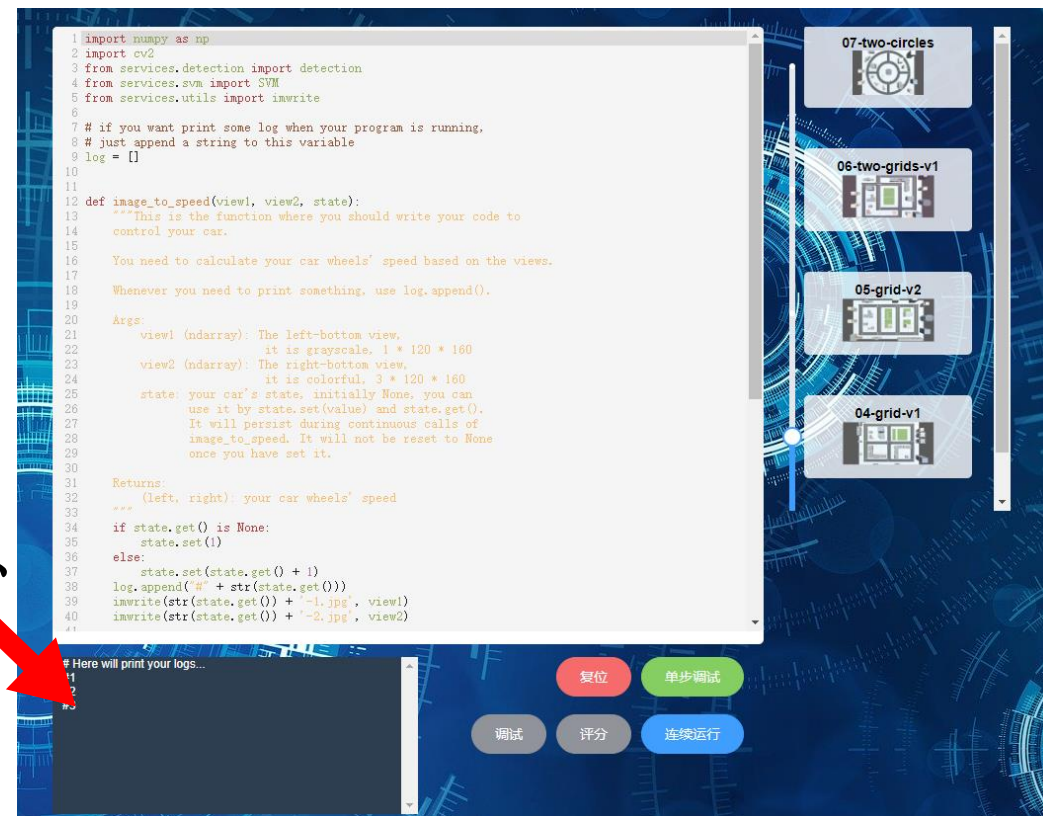 1 import numpy as np
2 import cv2
3 from services.detection import detection
4 from services.svm import SVM
5 from services.utils import imwrite
6
7 # if you want print some log when your program is running,
8 # just append a string to this variable
9 log = []
10
11
12 def image_to_speed(view1, view2, state):
13 """This is the function where you should write your code to
14 control your car.
15
16 You need to calculate your car wheels' speed based on the views.
17
18 Whenever you need to print something, use log.append().
19
20 Args:
21 view1 (ndarray): The left-bottom view,
22 it is grayscale, 1 * 120 * 160
23 view2 (ndarray): The right-bottom view,
24 it is colorful, 3 * 120 * 160
25 state: your car's state, initially None, you can
26 use it by state.set(value) and state.get().
27 It will persist during continuous calls of
28 image_to_speed. It will not be reset to None
29 once you have set it.
30
31 Returns:
32 (left, right): your car wheels' speed
33 """
34 if state.get() is None:
35 state.set(1)
36 else:
37 state.set(state.get() + 1)
38 log.append("#" + str(state.get()))
39 imwrite(str(state.get()) + '-1.jpg', view1)
40 imwrite(str(state.get()) + '-2.jpg', view2)
41
07-two-circles
06-two-grids-v1
05-grid-v2
04-grid-v1
# Here will print your logs...
#1
#2
#3
复位
单步调试
调试
评分
连续运行